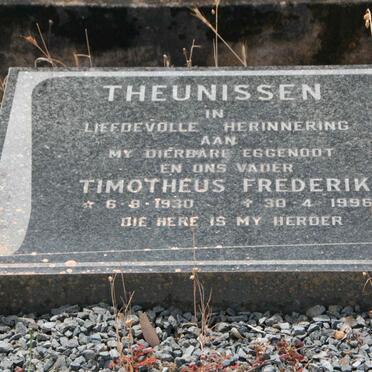 THEUNISSEN
IN
LIEFDEVOLLE HERINNERING
AAN
MY DIERBARE EGGENOOT
EN ONS VADER
TIMOTHEUS FREDERIK
* 6-8-1930 ✝ 30-4-1996
DIE HERE IS MY HERDER